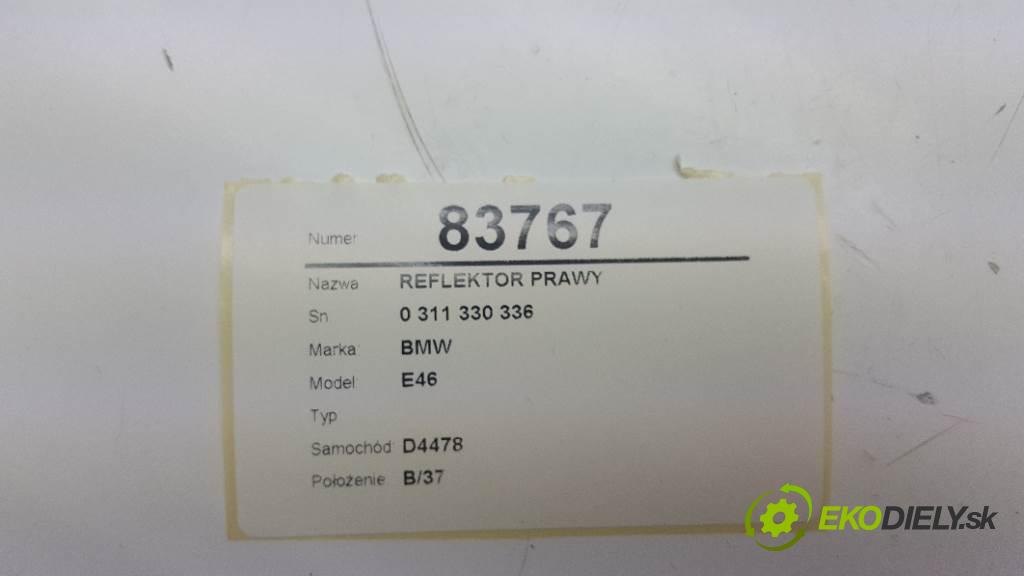 Numer 83767
Nazwa REFLEKTOR PRAWY
Sn 0 311 330 336
Marka: BMW
Model: E46
Typ
Samochód: D4478
Położenie B/37
EKODIELY.sk